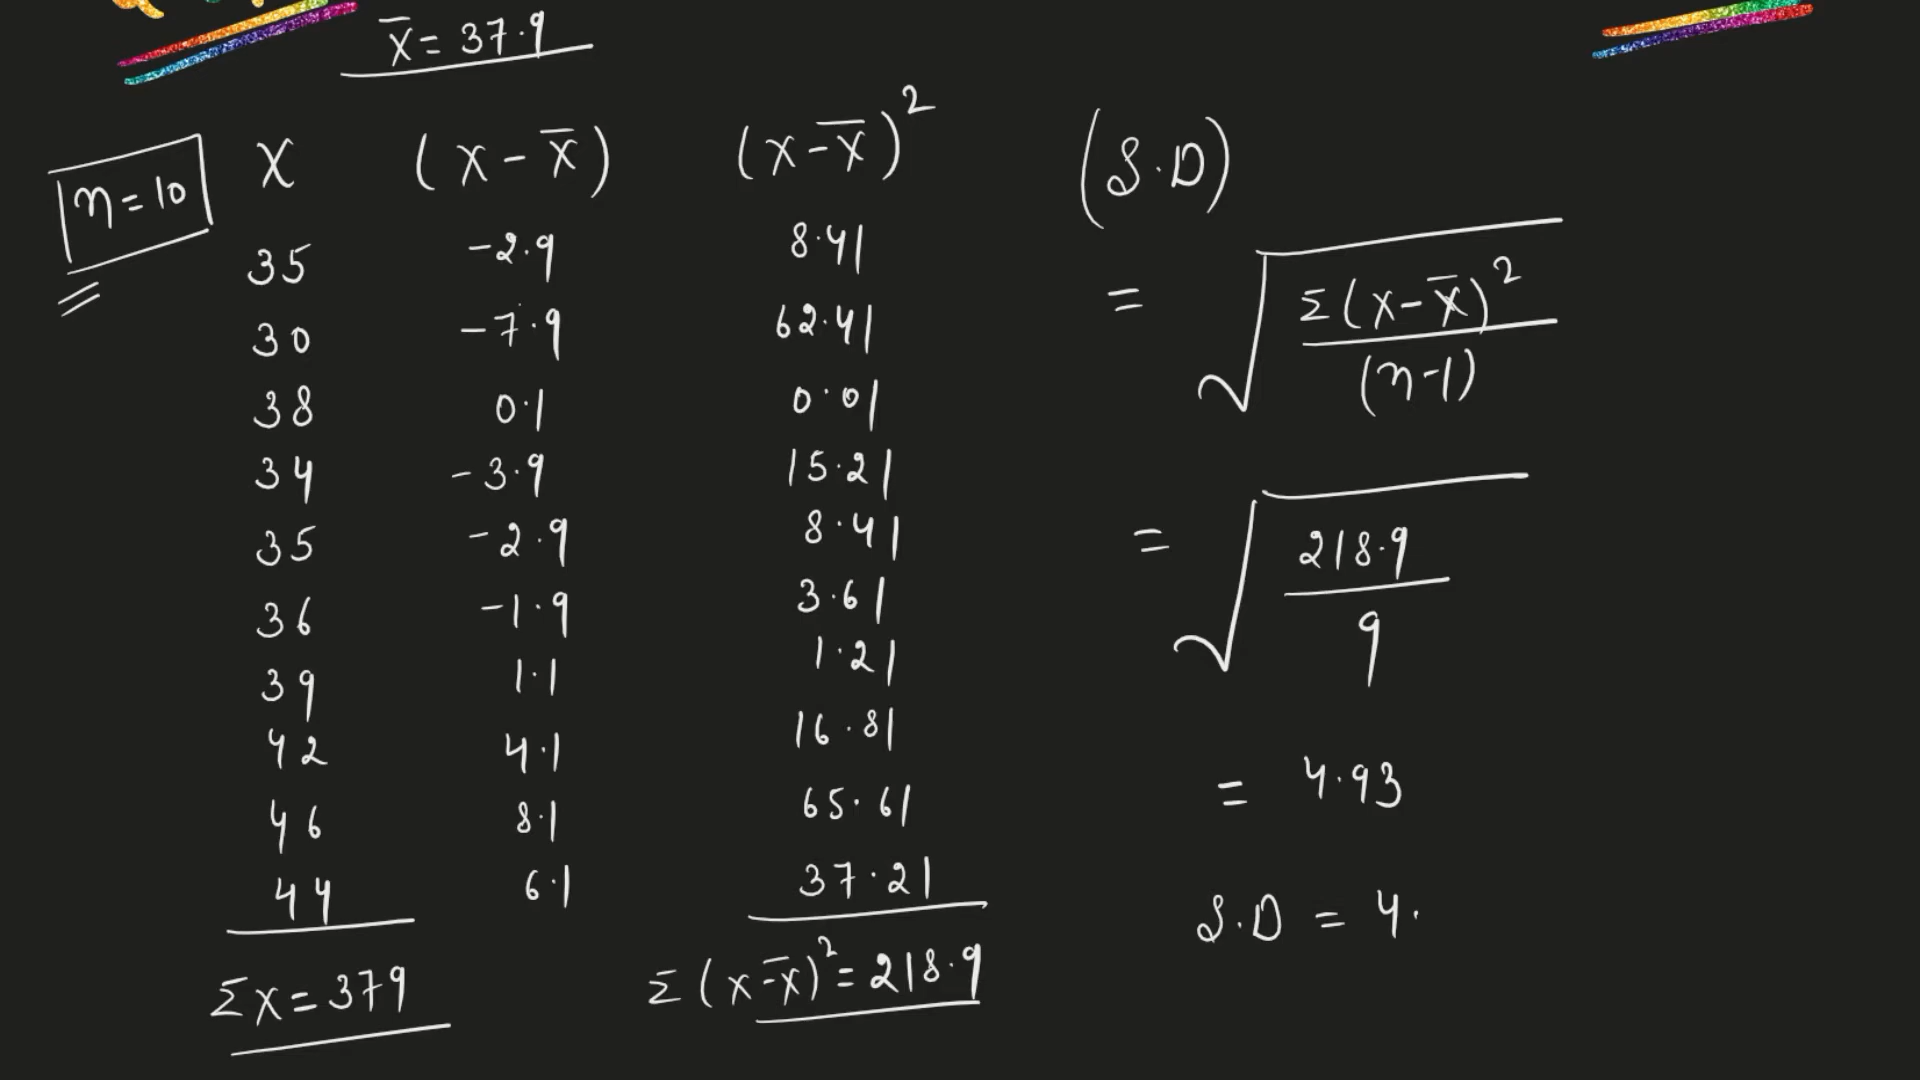 x̄ = 37.9
n=10 X (x-x̄) (x-x̄)² (S.D)
35 -2.9 8.41
30 -7.9 62.41
= √ Σ(x-x̄)² / (n-1)
38 0.1 0.01
34 -3.9 15.21
35 -2.9 8.41
= √ 218.9 / 9
36 -1.9 3.61
39 1.1 1.21
42 4.1 16.81
= 4.93
46 8.1 65.61
44 6.1 37.21
S.D = 4.
Σx=379 Σ(x-x̄)²=218.9